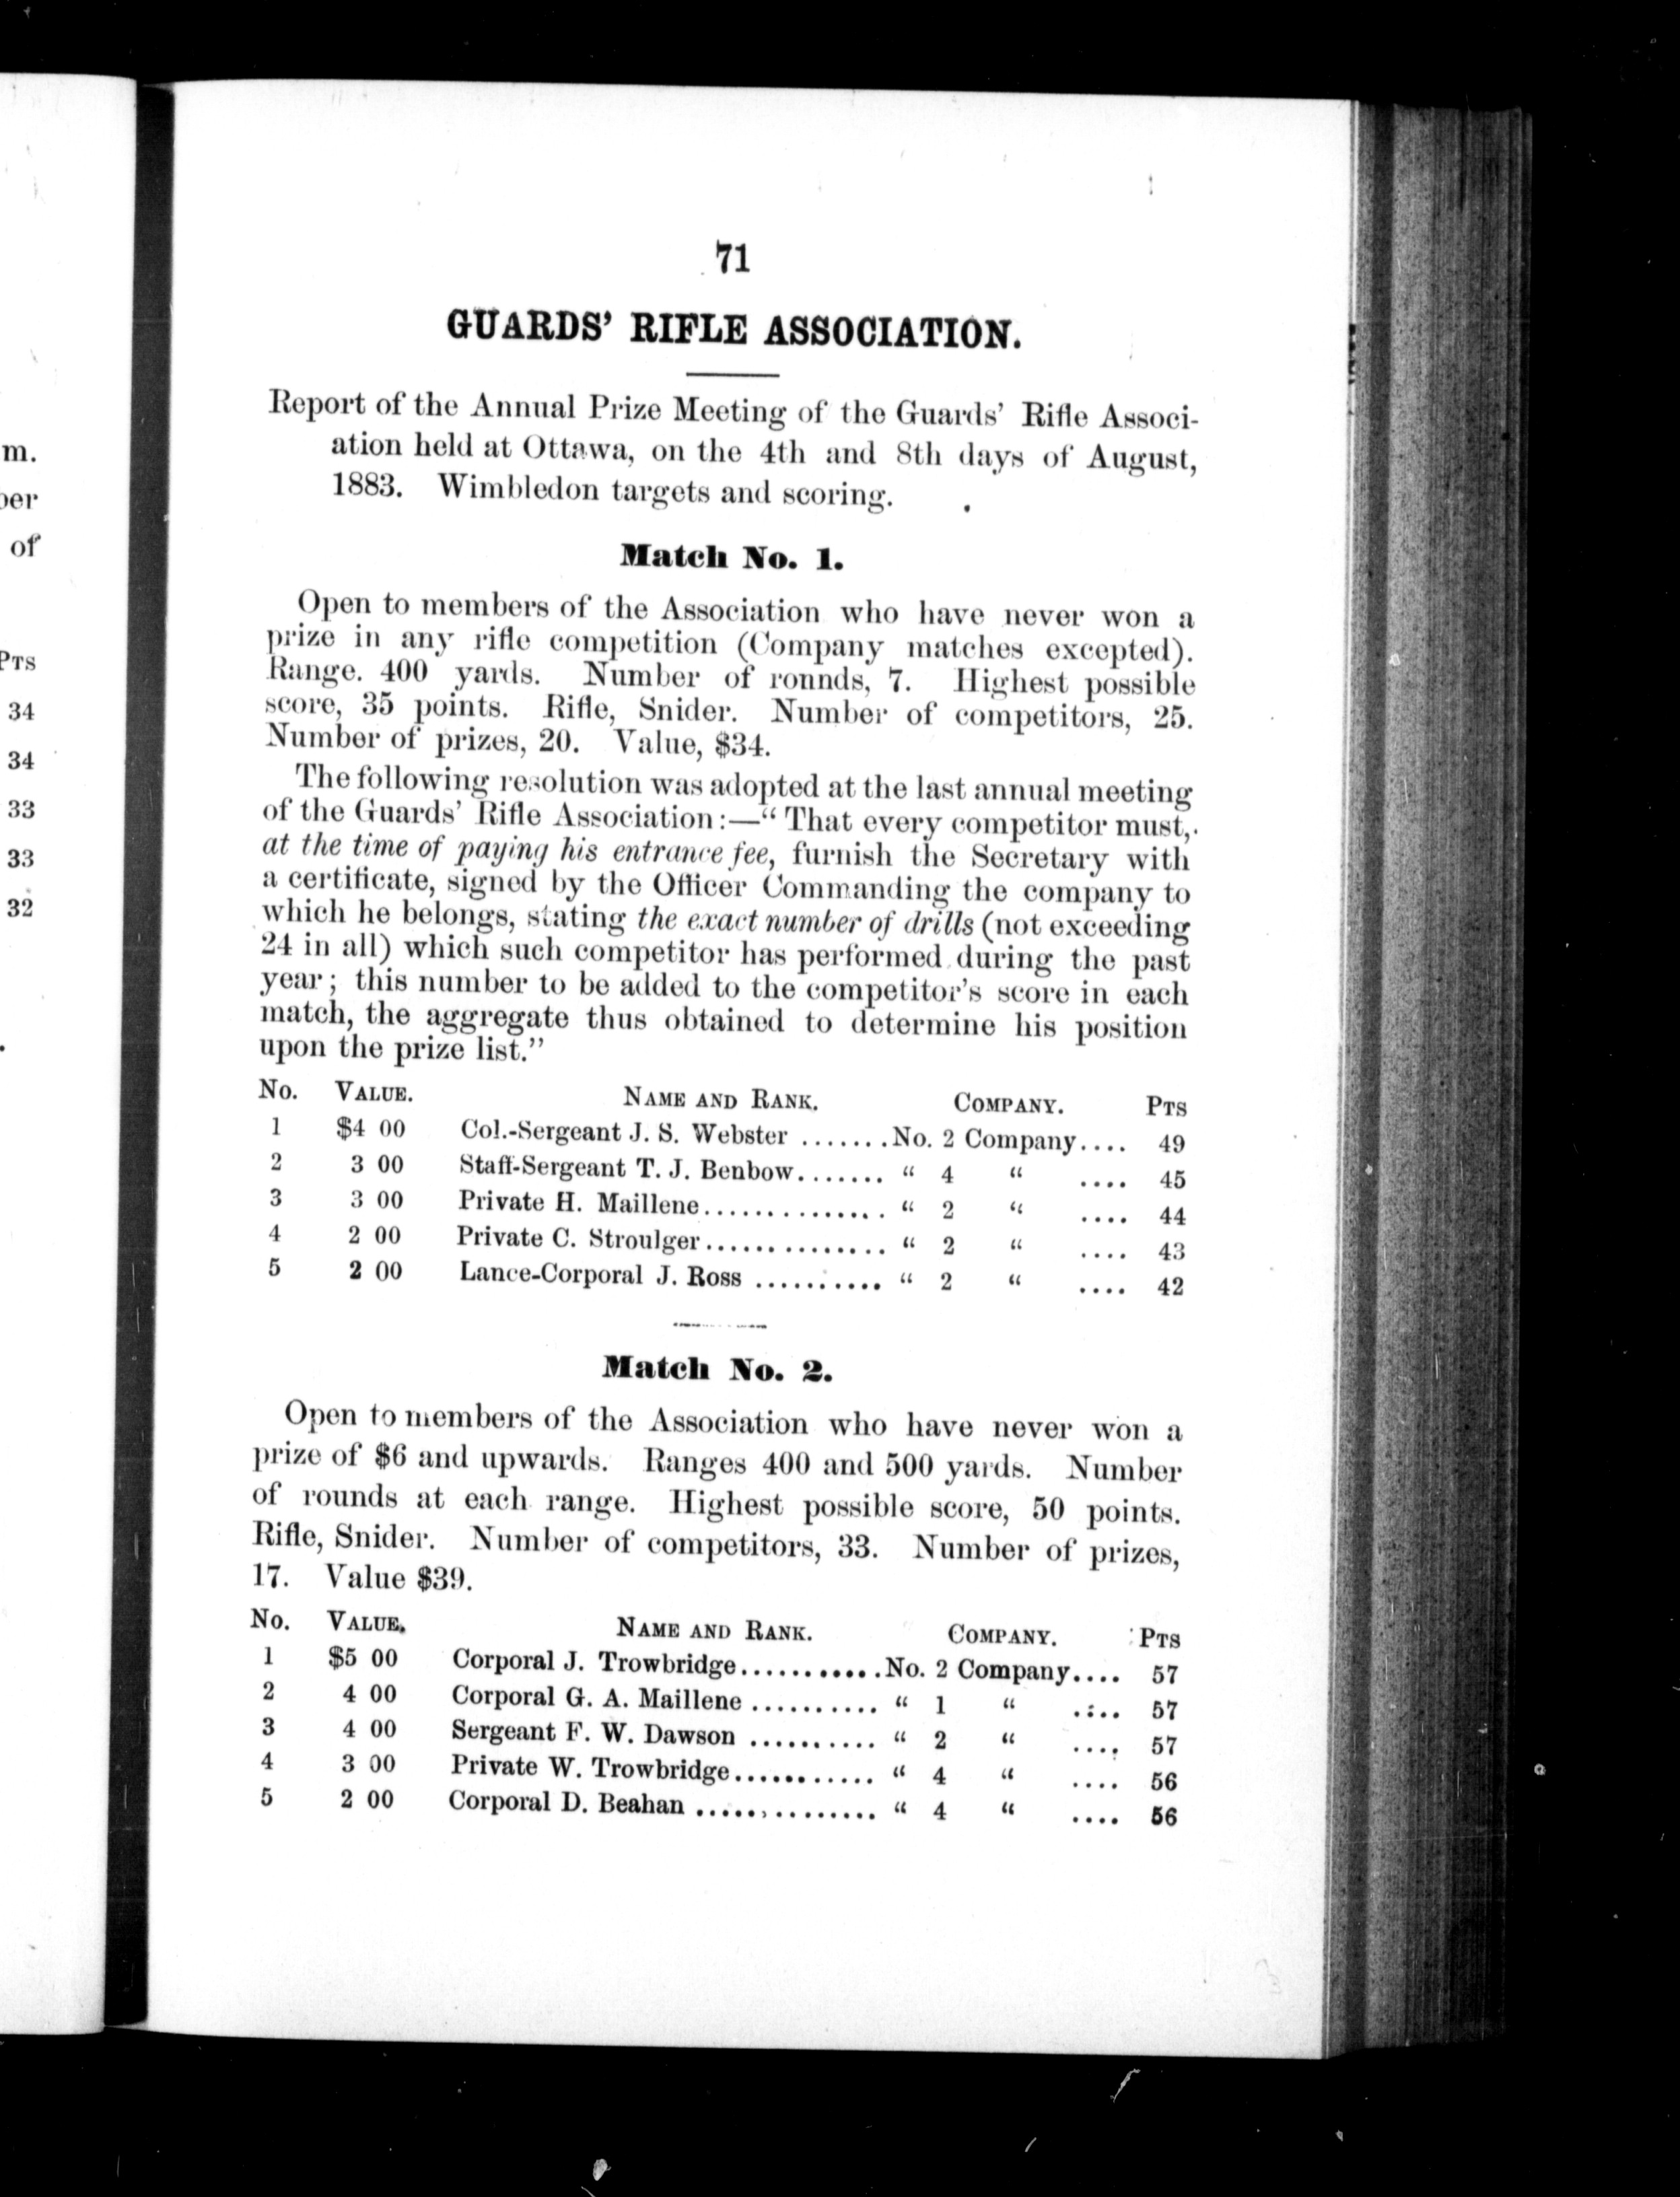 m.
of
PTS
34
34
33
33
32
71
GUARDS' RIFLE ASSOCIATION.
Report of the Annual Prize Meeting of the Guards' Rifle Associ-
ation held at Ottawa, on the 4th and 8th days of August,
1883. Wimbledon targets and scoring.
Match No. 1.
Open to members of the Association who have never won a
prize in any rifle competition (Company matches excepted).
Range. 400 yards. Number of ronnds, 7. Highest possible
score, 35 points. Rifle, Snider. Number of competitors, 25.
Number of prizes, 20. Value, $34.
The following resolution was adopted at the last annual meeting
of the Guards' Rifle Association:—“ That every competitor must,
at the time of paying his entrance fee, furnish the Secretary with
a certificate, signed by the Officer Commanding the company to
which he belongs, stating the exact number of drills (not exceeding
24 in all) which such competitor has performed during the past
year; this number to be added to the competitor's score in each
match, the aggregate thus obtained to determine his position
upon the prize list.”
No. VALUE. NAME AND RANK. COMPANY. PTS
1 $4 00 Col.-Sergeant J. S. Webster .......No. 2 Company.... 49
2 3 00 Staff-Sergeant T. J. Benbow....... “ 4 “ .... 45
3 3 00 Private H. Maillene.............. “ 2 “ .... 44
4 2 00 Private C. Stroulger.............. “ 2 “ .... 43
5 2 00 Lance-Corporal J. Ross .......... “ 2 “ .... 42
Match No. 2.
Open to members of the Association who have never won a
prize of $6 and upwards. Ranges 400 and 500 yards. Number
of rounds at each range. Highest possible score, 50 points.
Rifle, Snider. Number of competitors, 33. Number of prizes,
17. Value $39.
No. VALUE. NAME AND RANK. COMPANY. PTS
1 $5 00 Corporal J. Trowbridge...........No. 2 Company.... 57
2 4 00 Corporal G. A. Maillene .......... “ 1 “ .... 57
3 4 00 Sergeant F. W. Dawson .......... “ 2 “ .... 57
4 3 00 Private W. Trowbridge........... “ 4 “ .... 56
5 2 00 Corporal D. Beahan .............. “ 4 “ .... 56